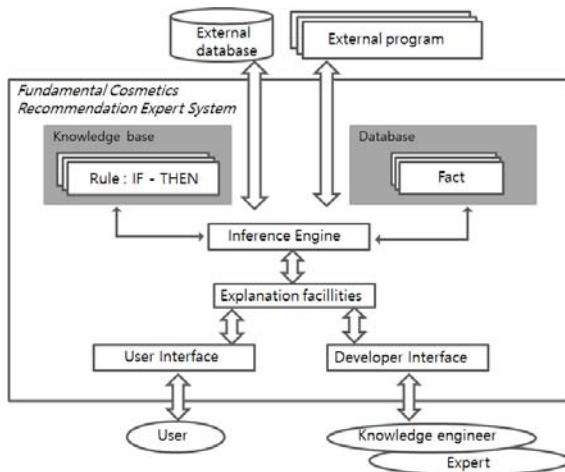 External
database
External program
Fundamental Cosmetics
Recommendation Expert System
Knowledge base
Rule : IF - THEN
Database
Fact
Inference Engine
Explanation facillities
User Interface
Developer Interface
User
Knowledge engineer
Expert